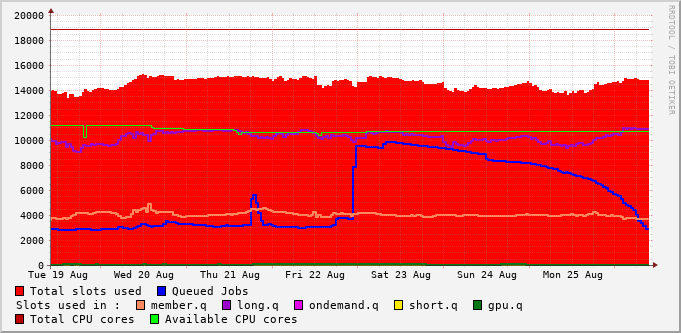 RRDTOOL / TOBI OETIKER
20000
18000
16000
14000
12000
10000
8000
6000
4000
2000
0
Tue 19 Aug Wed 20 Aug Thu 21 Aug Fri 22 Aug Sat 23 Aug Sun 24 Aug Mon 25 Aug
Total slots used Queued Jobs
Slots used in : member.q long.q ondemand.q short.q gpu.q
Total CPU cores Available CPU cores